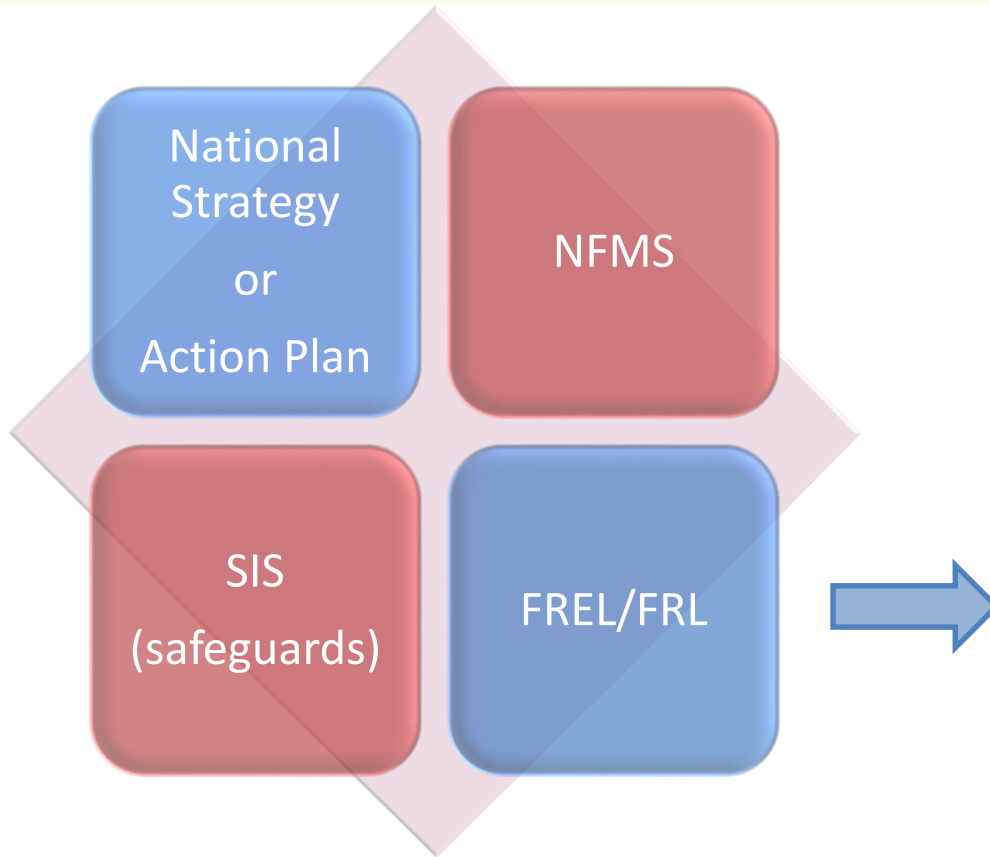 National
Strategy
or
Action Plan
NFMS
SIS
(safeguards)
FREL/FRL